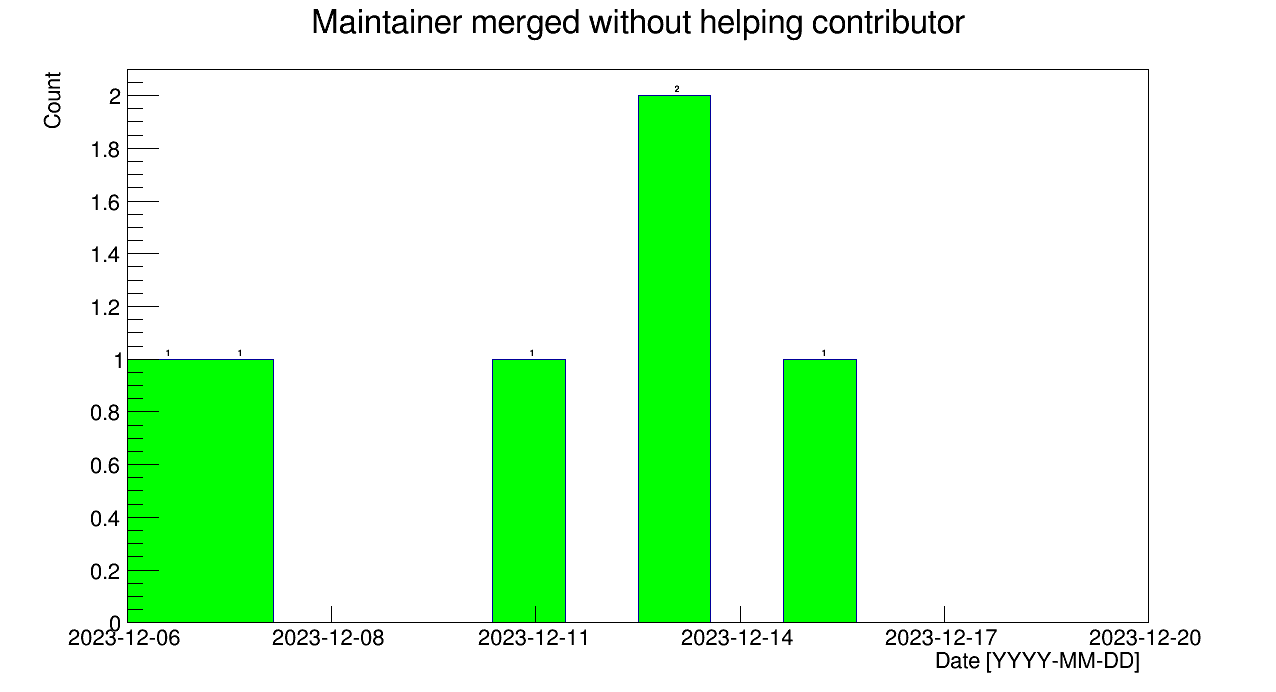 Maintainer merged without helping contributor
Count
2
1.8
1.6
1.4
1.2
1
0.8
0.6
0.4
0.2
0
1 1 1 2 1
2023-12-06 2023-12-08 2023-12-11 2023-12-14 2023-12-17 2023-12-20
Date [YYYY-MM-DD]